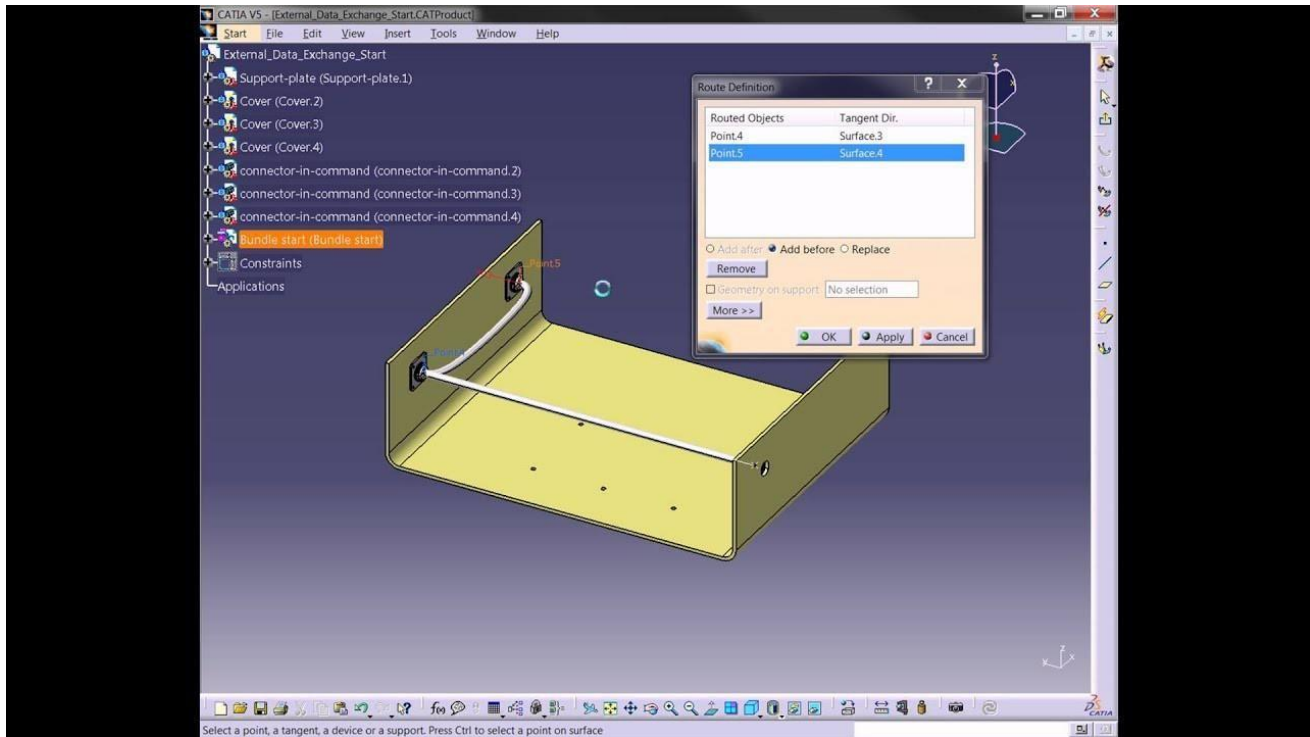 CATIA V5 - [External_Data_Exchange_Start.CATProduct]
Start File Edit View Insert Tools Window Help
External_Data_Exchange_Start
Support-plate (Support-plate.1)
Cover (Cover.2)
Cover (Cover.3)
Cover (Cover.4)
connector-in-command (connector-in-command.2)
connector-in-command (connector-in-command.3)
connector-in-command (connector-in-command.4)
Bundle start (Bundle start)
Constraints
Applications
Route Definition
Routed Objects Tangent Dir.
Point.4 Surface.3
Point.5 Surface.4
Add after Add before Replace
Remove
Geometry on support No selection
More >>
OK Apply Cancel
Point.5
z
z
x
CATIA
Select a point, a tangent, a device or a support. Press Ctrl to select a point on surface